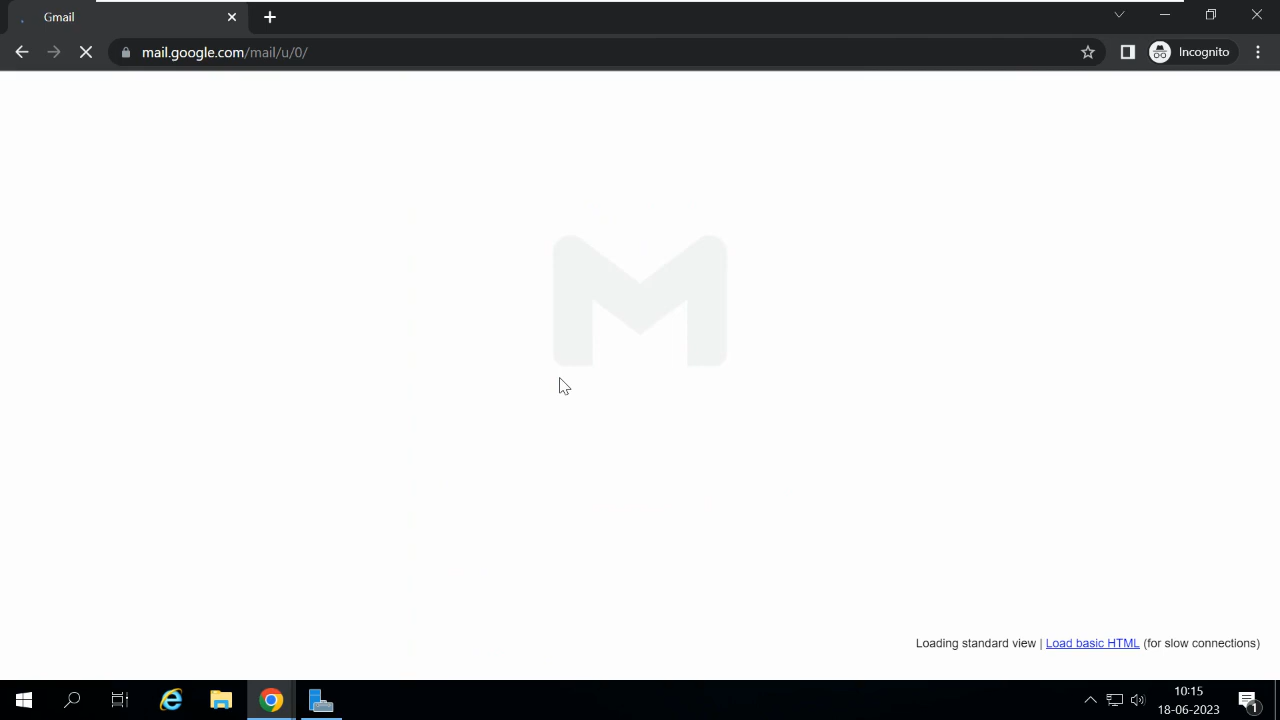 Gmail
mail.google.com/mail/u/0/
Incognito
Loading standard view | Load basic HTML (for slow connections)
10:15
18-06-2023
1